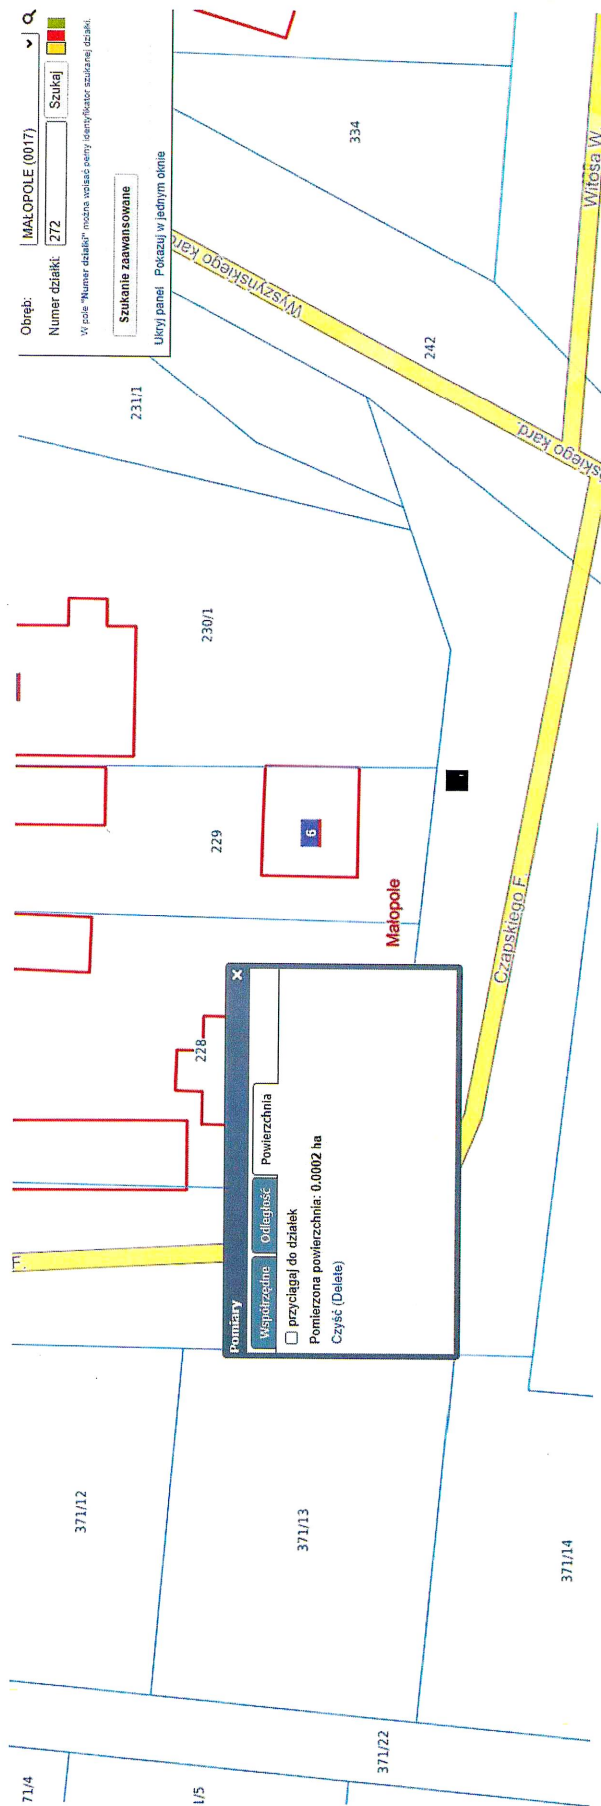 Obręb: MAŁOPOLE (0017)
Numer działki: 272 Szukaj
W pole "Numer działki" można wpisać pełny identyfikator szukanej działki.
Szukanie zaawansowane
Ukryj panel Pokazuj w jednym oknie
71/4
371/12
F.
228
229
230/1
231/1
Wyszyńskiego kard.
334
1/5
371/13
6
242
371/22
371/14
Małopole
Czapskiego F.
skiego kard.
Witosa W
Pomiary ×
Współrzędne Odległość Powierzchnia
przyciągaj do działek
Pomierzona powierzchnia: 0.0002 ha
Czyść (Delete)